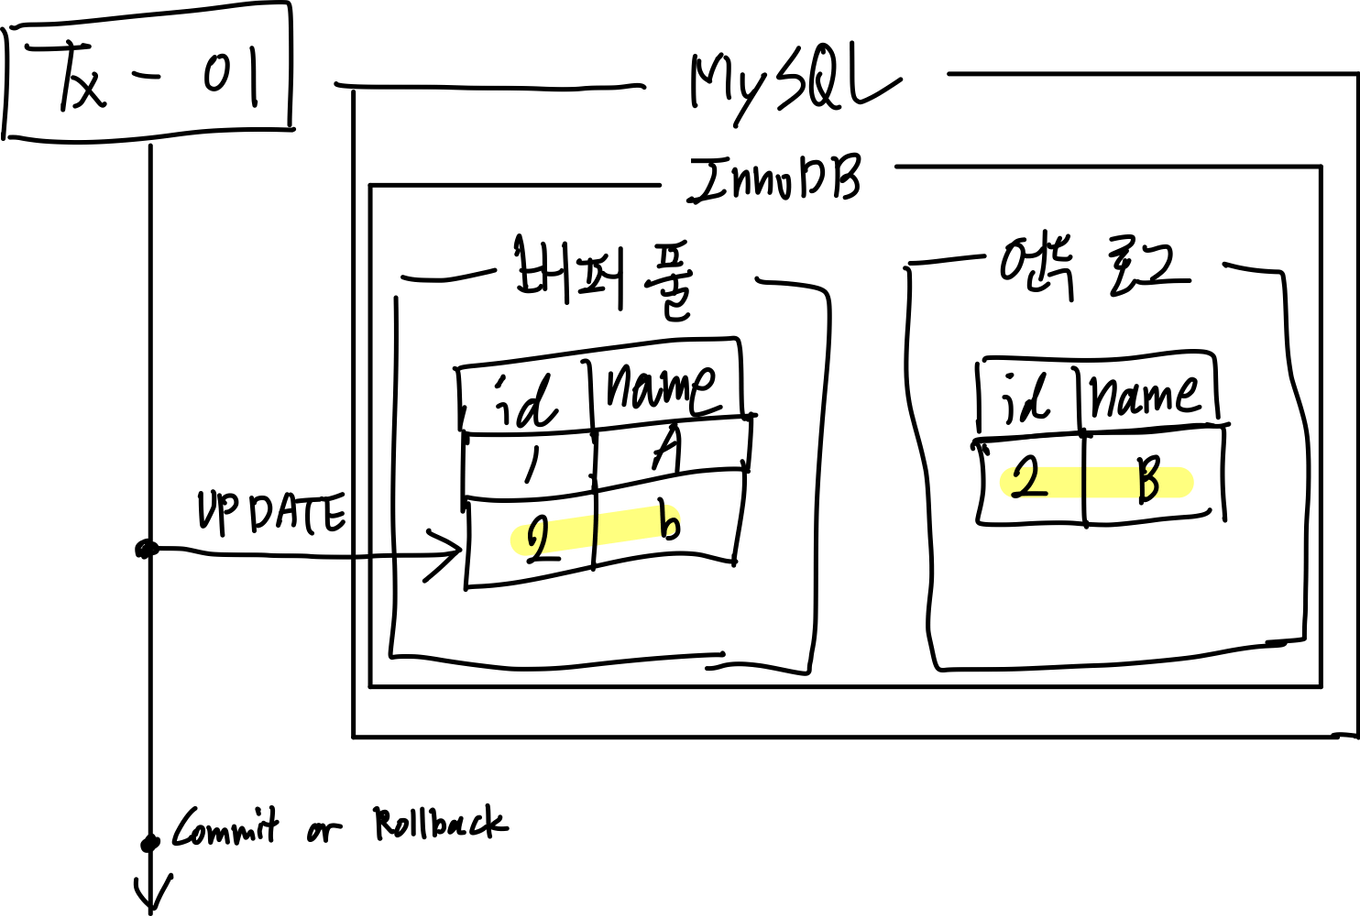 Tx - 01
MySQL
InnoDB
버퍼 풀
언두 로그
id name
1 A
2 b
id name
2 B
UPDATE
Commit or Rollback